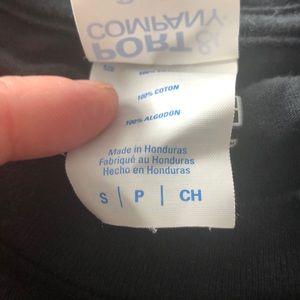 PORT &
COMPANY
100% COTON
100% ALGODON
Made in Honduras
Fabriqué au Honduras
Hecho en Honduras
S | P | CH